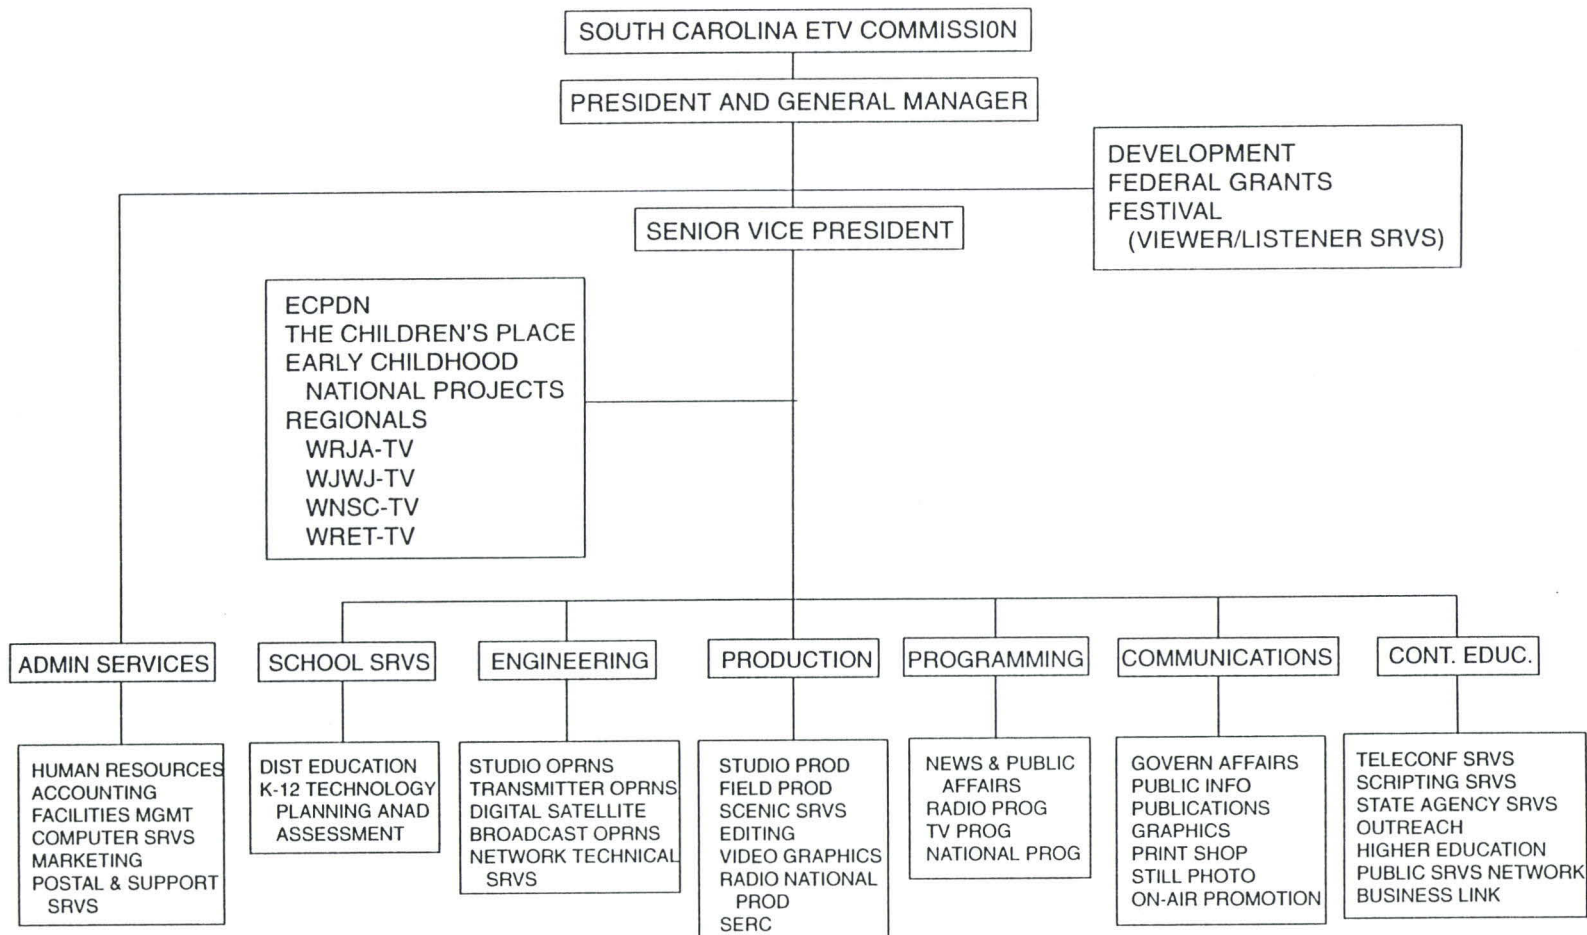 SOUTH CAROLINA ETV COMMISSI0N
PRESIDENT AND GENERAL MANAGER
DEVELOPMENT
FEDERAL GRANTS
FESTIVAL
(VIEWER/LISTENER SRVS)
SENIOR VICE PRESIDENT
ECPDN
THE CHILDREN'S PLACE
EARLY CHILDHOOD
NATIONAL PROJECTS
REGIONALS
WRJA-TV
WJWJ-TV
WNSC-TV
WRET-TV
ADMIN SERVICES
HUMAN RESOURCES
ACCOUNTING
FACILITIES MGMT
COMPUTER SRVS
MARKETING
POSTAL & SUPPORT
SRVS
SCHOOL SRVS
DIST EDUCATION
K-12 TECHNOLOGY
PLANNING ANAD
ASSESSMENT
ENGINEERING
STUDIO OPRNS
TRANSMITTER OPRNS
DIGITAL SATELLITE
BROADCAST OPRNS
NETWORK TECHNICAL
SRVS
PRODUCTION
STUDIO PROD
FIELD PROD
SCENIC SRVS
EDITING
VIDEO GRAPHICS
RADIO NATIONAL
PROD
SERC
PROGRAMMING
NEWS & PUBLIC
AFFAIRS
RADIO PROG
TV PROG
NATIONAL PROG
COMMUNICATIONS
GOVERN AFFAIRS
PUBLIC INFO
PUBLICATIONS
GRAPHICS
PRINT SHOP
STILL PHOTO
ON-AIR PROMOTION
CONT. EDUC.
TELECONF SRVS
SCRIPTING SRVS
STATE AGENCY SRVS
OUTREACH
HIGHER EDUCATION
PUBLIC SRVS NETWORK
BUSINESS LINK